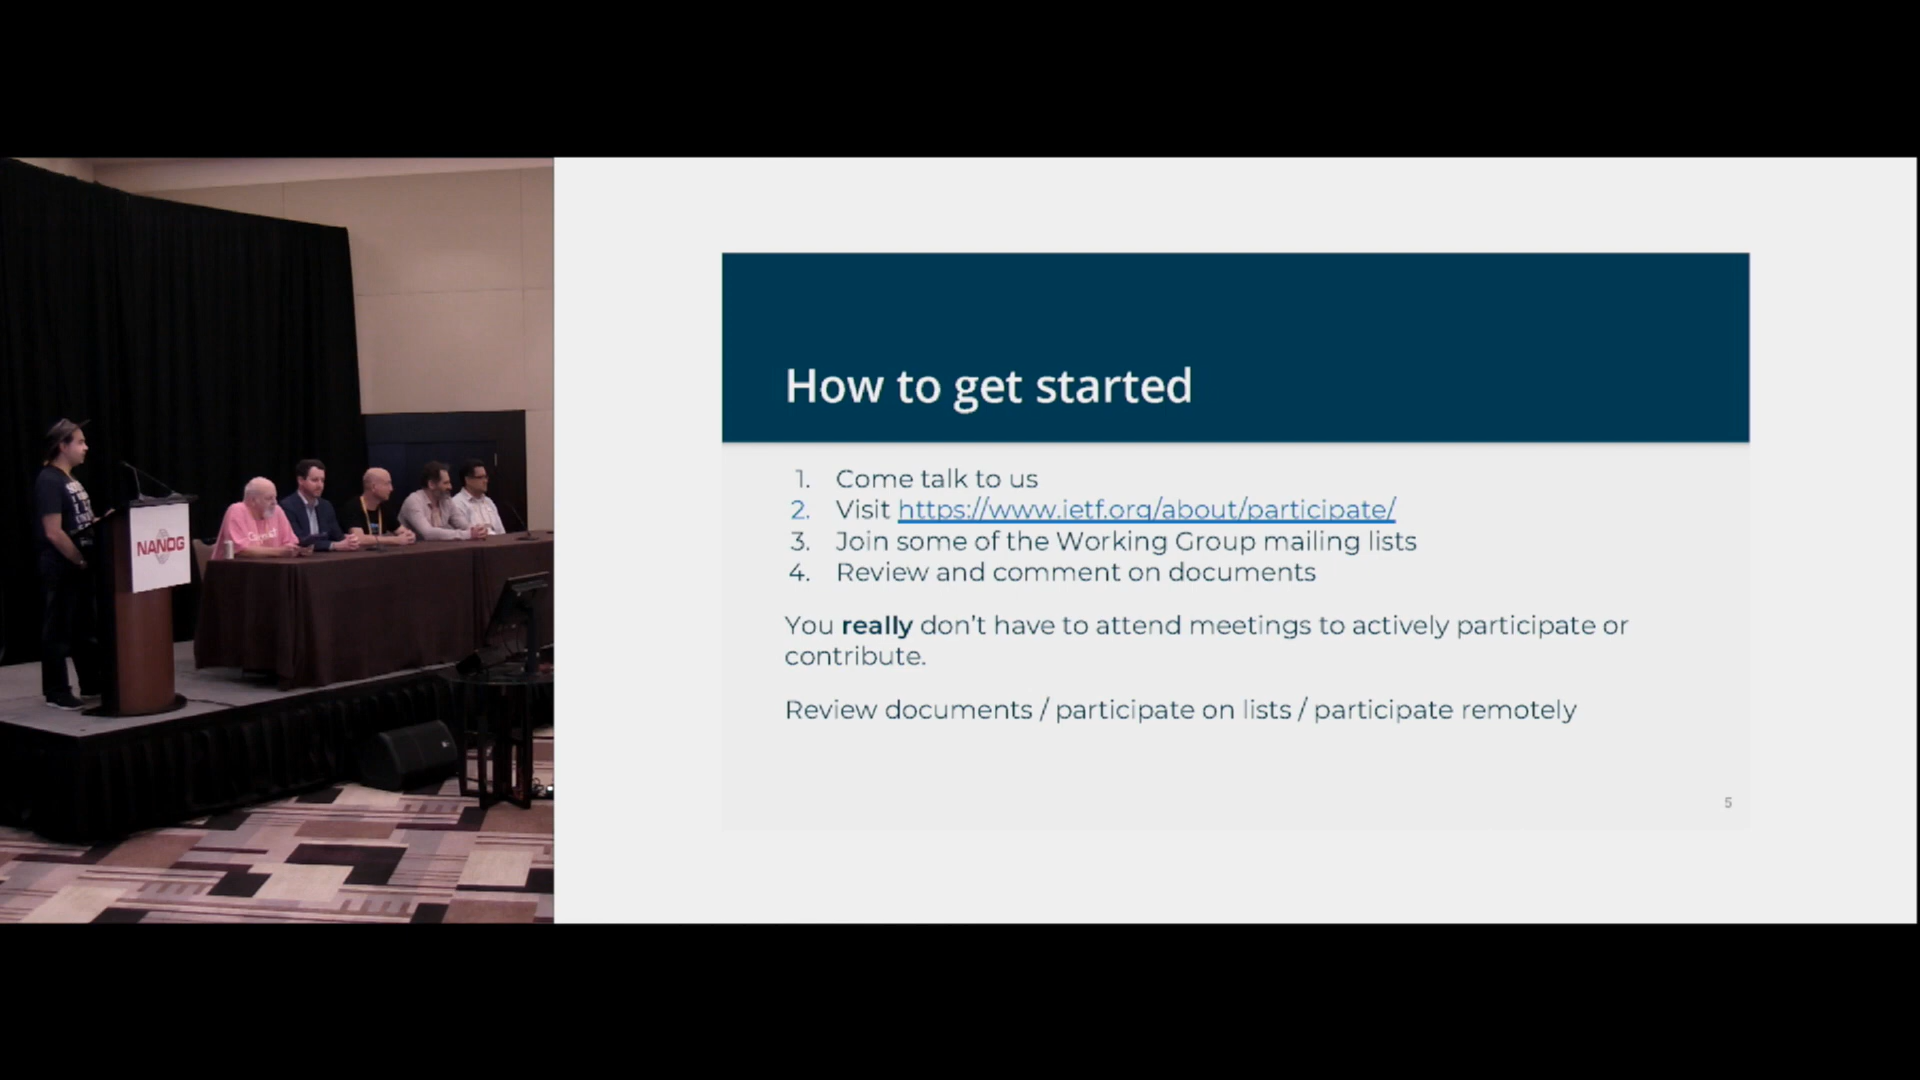 NANOG
How to get started
1. Come talk to us
2. Visit https://www.ietf.org/about/participate/
3. Join some of the Working Group mailing lists
4. Review and comment on documents
You really don't have to attend meetings to actively participate or
contribute.
Review documents / participate on lists / participate remotely
5